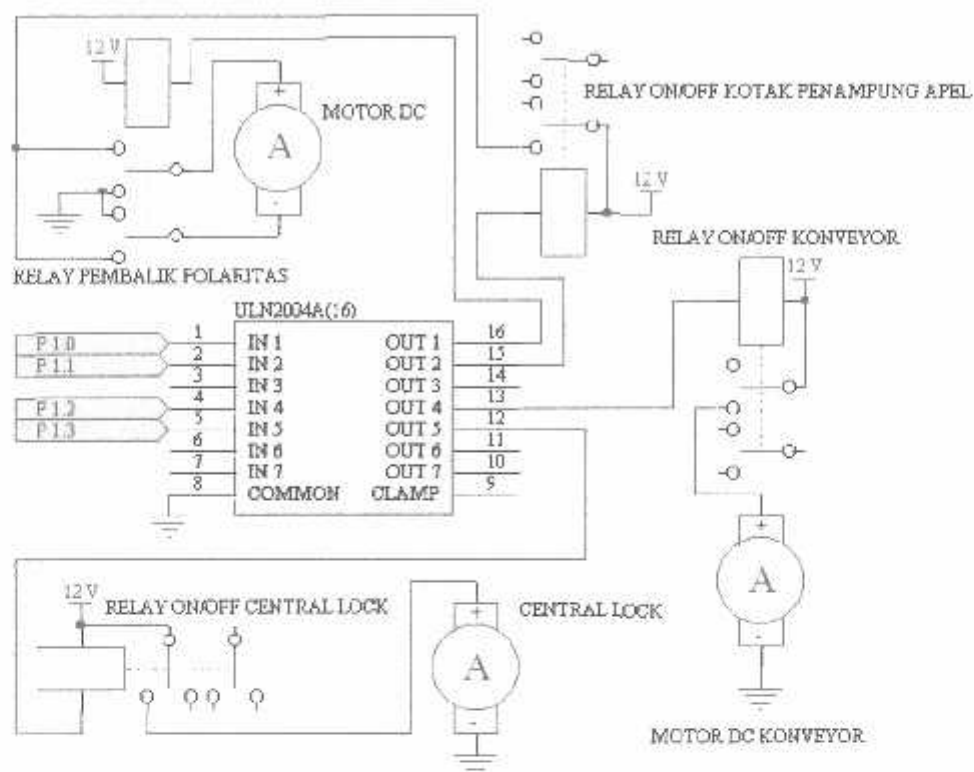 12 V
MOTOR DC
+
A
-
RELAY ON/OFF KOTAK PENAMPUNG APEL
12 V
RELAY PEMBALIK POLARITAS
RELAY ON/OFF KONVEYOR
12 V
ULN2004A(16)
P 1.0
P 1.1
P 1.2
P 1.3
1 IN 1 OUT 1 16
2 IN 2 OUT 2 15
3 IN 3 OUT 3 14
4 IN 4 OUT 4 13
5 IN 5 OUT 5 12
6 IN 6 OUT 6 11
7 IN 7 OUT 7 10
8 COMMON CLAMP 9
+
A
-
MOTOR DC KONVEYOR
12 V
RELAY ON/OFF CENTRAL LOCK
CENTRAL LOCK
+
A
-